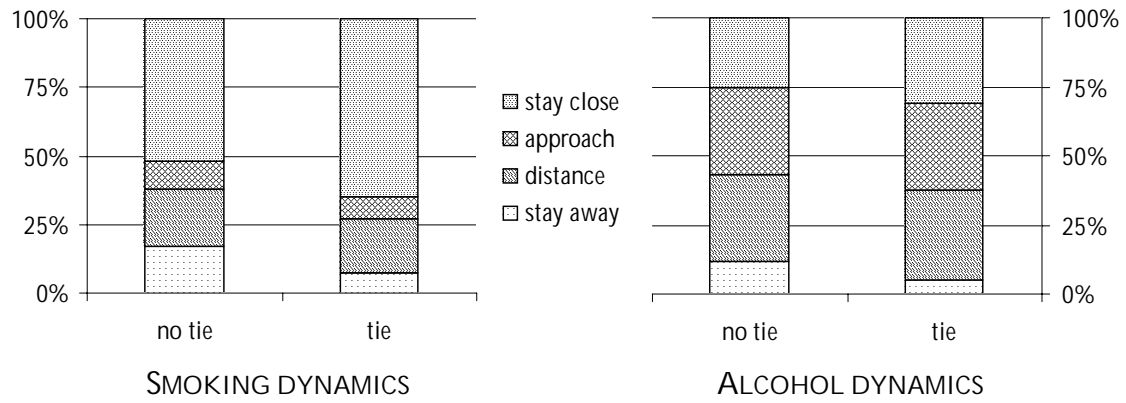 100%
75%
50%
25%
0%
no tie
tie
SMOKING DYNAMICS
stay close
approach
distance
stay away
100%
75%
50%
25%
0%
no tie
tie
ALCOHOL DYNAMICS